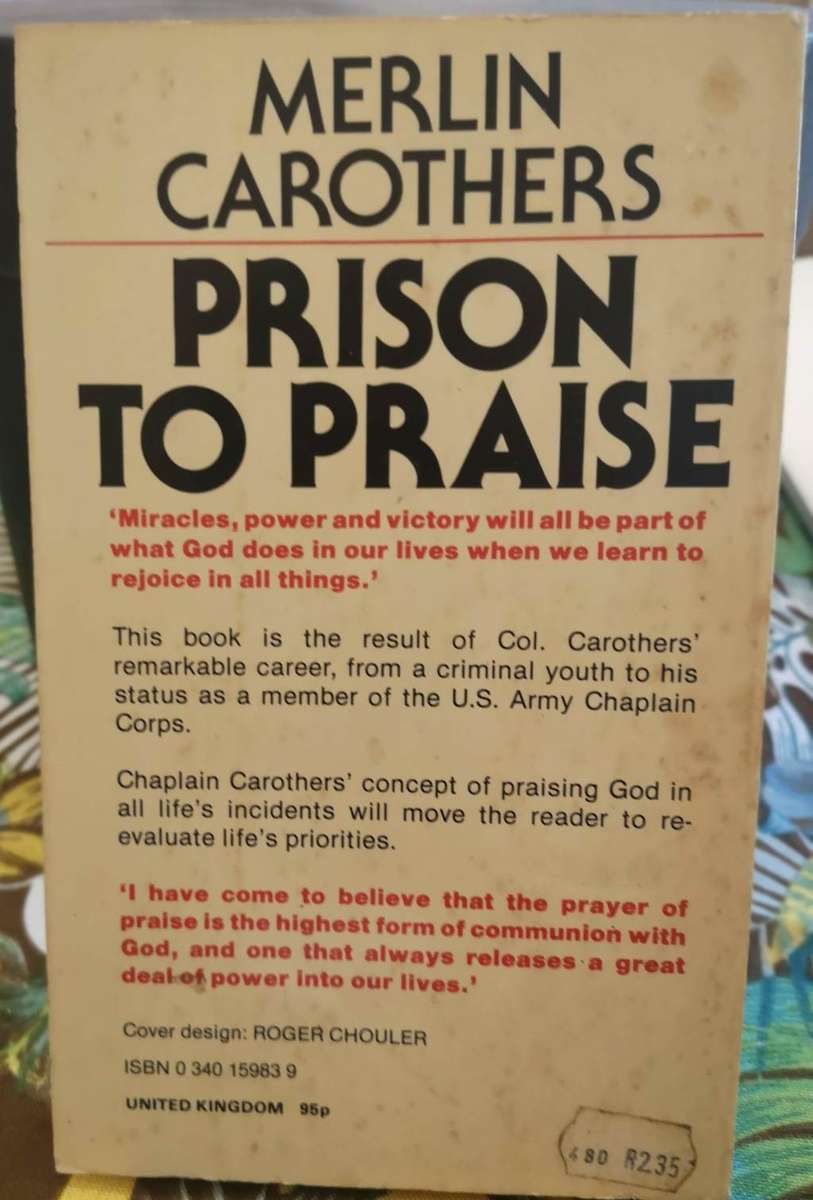 MERLIN
CAROTHERS
PRISON
TO PRAISE
‘Miracles, power and victory will all be part of
what God does in our lives when we learn to
rejoice in all things.’
This book is the result of Col. Carothers’
remarkable career, from a criminal youth to his
status as a member of the U.S. Army Chaplain
Corps.
Chaplain Carothers’ concept of praising God in
all life’s incidents will move the reader to re-
evaluate life’s priorities.
‘I have come to believe that the prayer of
praise is the highest form of communion with
God, and one that always releases a great
deal of power into our lives.’
Cover design: ROGER CHOULER
ISBN 0 340 15983 9
UNITED KINGDOM 95p
480 R235